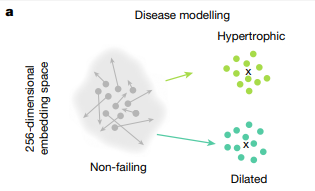 a
Disease modelling
Hypertrophic
256-dimensional
embedding space
x
x
Non-failing
Dilated